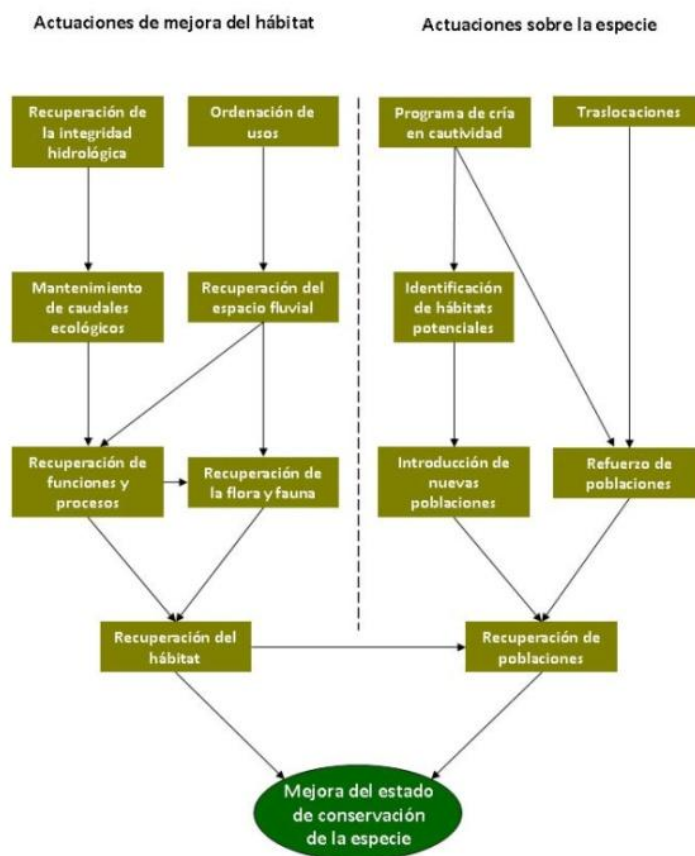 Actuaciones de mejora del hábitat
Actuaciones sobre la especie
Recuperación de
la integridad
hidrológica
Ordenación de
usos
Programa de cría
en cautividad
Traslocaciones
Mantenimiento
de caudales
ecológicos
Recuperación del
espacio fluvial
Identificación
de hábitats
potenciales
Recuperación de
funciones y
procesos
Recuperación de
la flora y fauna
Introducción de
nuevas
poblaciones
Refuerzo de
poblaciones
Recuperación del
hábitat
Recuperación de
poblaciones
Mejora del estado
de conservación
de la especie